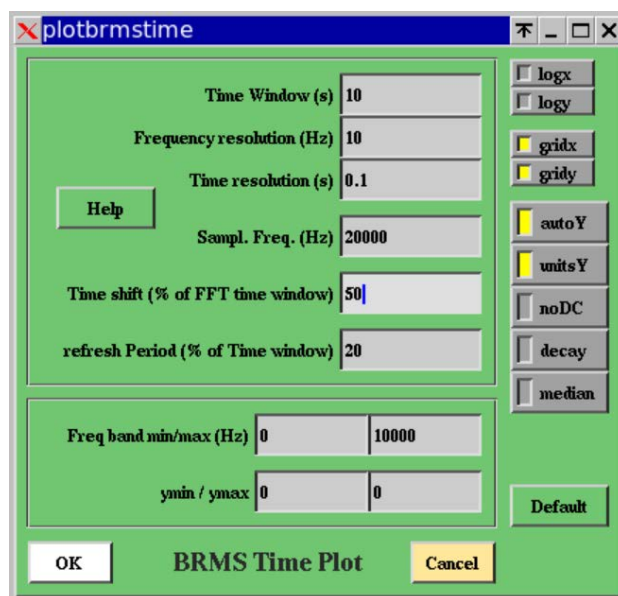 plotbrmstime
Time Window (s) 10
Frequency resolution (Hz) 10
Time resolution (s) 0.1
Help
Sampl. Freq. (Hz) 20000
Time shift (% of FFT time window) 50
refresh Period (% of Time window) 20
logx
logy
gridx
gridy
autoY
unitsY
noDC
decay
median
Freq band min/max (Hz) 0 10000
ymin / ymax 0 0
Default
OK BRMS Time Plot Cancel